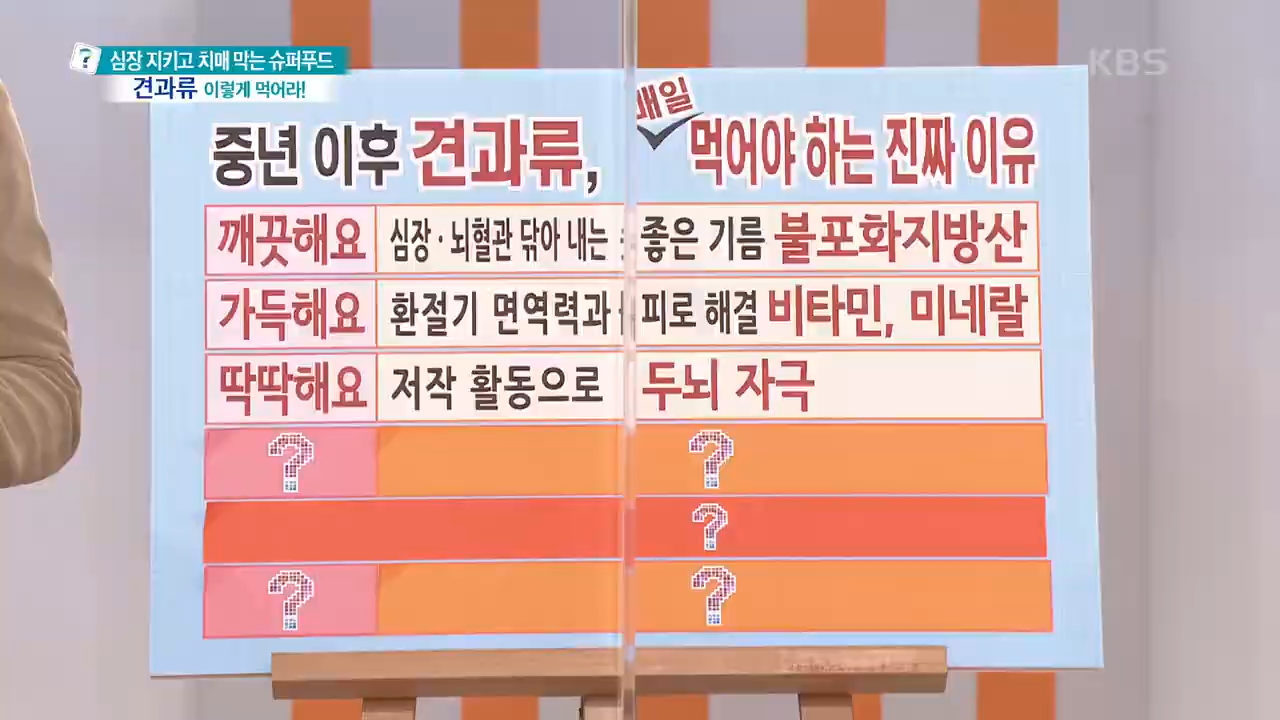 심장 지키고 치매 막는 슈퍼푸드
견과류 이렇게 먹어라!
KBS
매일
중년 이후 견과류, 먹어야 하는 진짜 이유
깨끗해요 심장·뇌혈관 닦아 내는 좋은 기름 불포화지방산
가득해요 환절기 면역력과 피로 해결 비타민, 미네랄
딱딱해요 저작 활동으로 두뇌 자극
? ?
?
? ?